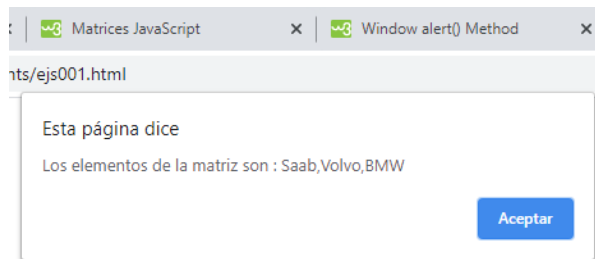 Matrices JavaScript
Window alert() Method
nts/ejs001.html
Esta página dice
Los elementos de la matriz son : Saab,Volvo,BMW
Aceptar